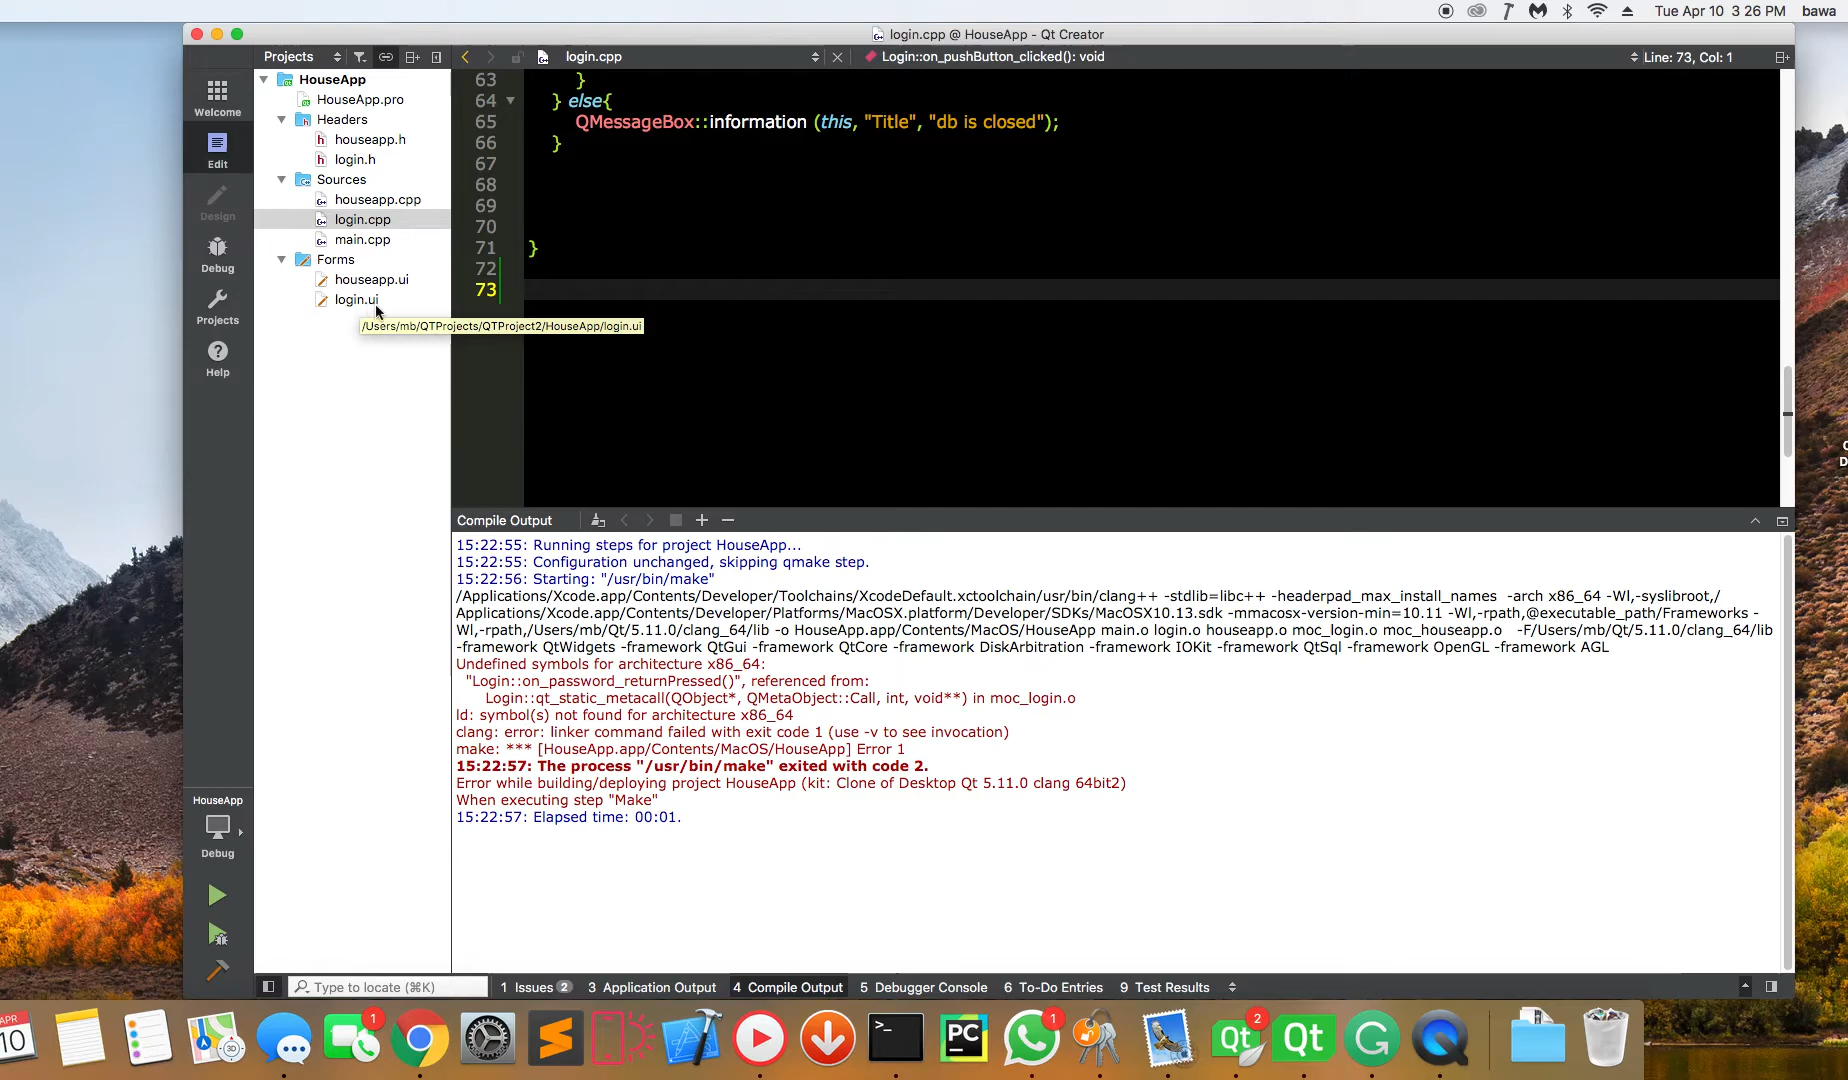 Tue Apr 10 3:26 PM bawa
login.cpp @ HouseApp - Qt Creator
Projects
login.cpp
Login::on_pushButton_clicked(): void
Line: 73, Col: 1
Welcome
Edit
Design
Debug
Projects
Help
HouseApp
HouseApp.pro
Headers
houseapp.h
login.h
Sources
houseapp.cpp
login.cpp
main.cpp
Forms
houseapp.ui
login.ui
/Users/mb/QTProjects/QTProject2/HouseApp/login.ui
63 }
64 } else{
65 QMessageBox::information (this, "Title", "db is closed");
66 }
67
68
69
70
71 }
72
73
Compile Output
15:22:55: Running steps for project HouseApp...
15:22:55: Configuration unchanged, skipping qmake step.
15:22:56: Starting: "/usr/bin/make"
/Applications/Xcode.app/Contents/Developer/Toolchains/XcodeDefault.xctoolchain/usr/bin/clang++ -stdlib=libc++ -headerpad_max_install_names -arch x86_64 -Wl,-syslibroot,/
Applications/Xcode.app/Contents/Developer/Platforms/MacOSX.platform/Developer/SDKs/MacOSX10.13.sdk -mmacosx-version-min=10.11 -Wl,-rpath,@executable_path/Frameworks -
Wl,-rpath,/Users/mb/Qt/5.11.0/clang_64/lib -o HouseApp.app/Contents/MacOS/HouseApp main.o login.o houseapp.o moc_login.o moc_houseapp.o -F/Users/mb/Qt/5.11.0/clang_64/lib
-framework QtWidgets -framework QtGui -framework QtCore -framework DiskArbitration -framework IOKit -framework QtSql -framework OpenGL -framework AGL
Undefined symbols for architecture x86_64:
"Login::on_password_returnPressed()", referenced from:
Login::qt_static_metacall(QObject*, QMetaObject::Call, int, void**) in moc_login.o
ld: symbol(s) not found for architecture x86_64
clang: error: linker command failed with exit code 1 (use -v to see invocation)
make: *** [HouseApp.app/Contents/MacOS/HouseApp] Error 1
15:22:57: The process "/usr/bin/make" exited with code 2.
Error while building/deploying project HouseApp (kit: Clone of Desktop Qt 5.11.0 clang 64bit2)
When executing step "Make"
15:22:57: Elapsed time: 00:01.
HouseApp
Debug
Type to locate (⌘K)
1 Issues 2
3 Application Output
4 Compile Output
5 Debugger Console
6 To-Do Entries
9 Test Results
APR
10
3D
1
>_
PC
1
Qt
2
Qt